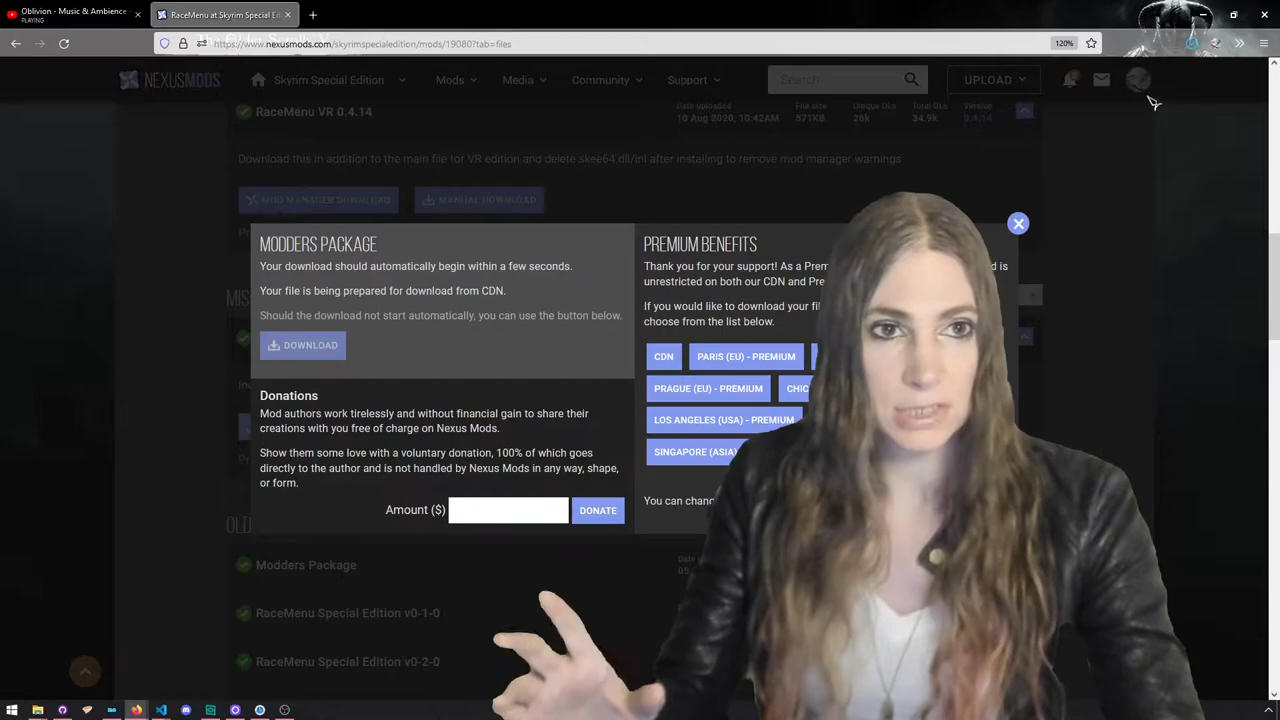 Oblivion - Music & Ambience
PLAYING
RaceMenu at Skyrim Special Ed
https://www.nexusmods.com/skyrimspecialedition/mods/19080?tab=files
120%
NEXUSMODS
Skyrim Special Edition
Mods
Media
Community
Support
Search
UPLOAD
RaceMenu VR 0.4.14
Date uploaded
10 Aug 2020, 10:42AM
File size
571KB
Unique DLs
26k
Total DLs
34.9k
Version
0.4.14
Download this in addition to the main file for VR edition and delete skee64.dll/ini after installing to remove mod manager warnings
MOD MANAGER DOWNLOAD
MANUAL DOWNLOAD
MODDERS PACKAGE
Your download should automatically begin within a few seconds.
Your file is being prepared for download from CDN.
Should the download not start automatically, you can use the button below.
DOWNLOAD
Donations
Mod authors work tirelessly and without financial gain to share their
creations with you free of charge on Nexus Mods.
Show them some love with a voluntary donation, 100% of which goes
directly to the author and is not handled by Nexus Mods in any way, shape,
or form.
Amount ($)
DONATE
PREMIUM BENEFITS
Thank you for your support! As a Prem
unrestricted on both our CDN and Pre
If you would like to download your fil
choose from the list below.
CDN
PARIS (EU) - PREMIUM
PRAGUE (EU) - PREMIUM
CHIC
LOS ANGELES (USA) - PREMIUM
SINGAPORE (ASIA)
You can chang
Modders Package
RaceMenu Special Edition v0-1-0
RaceMenu Special Edition v0-2-0